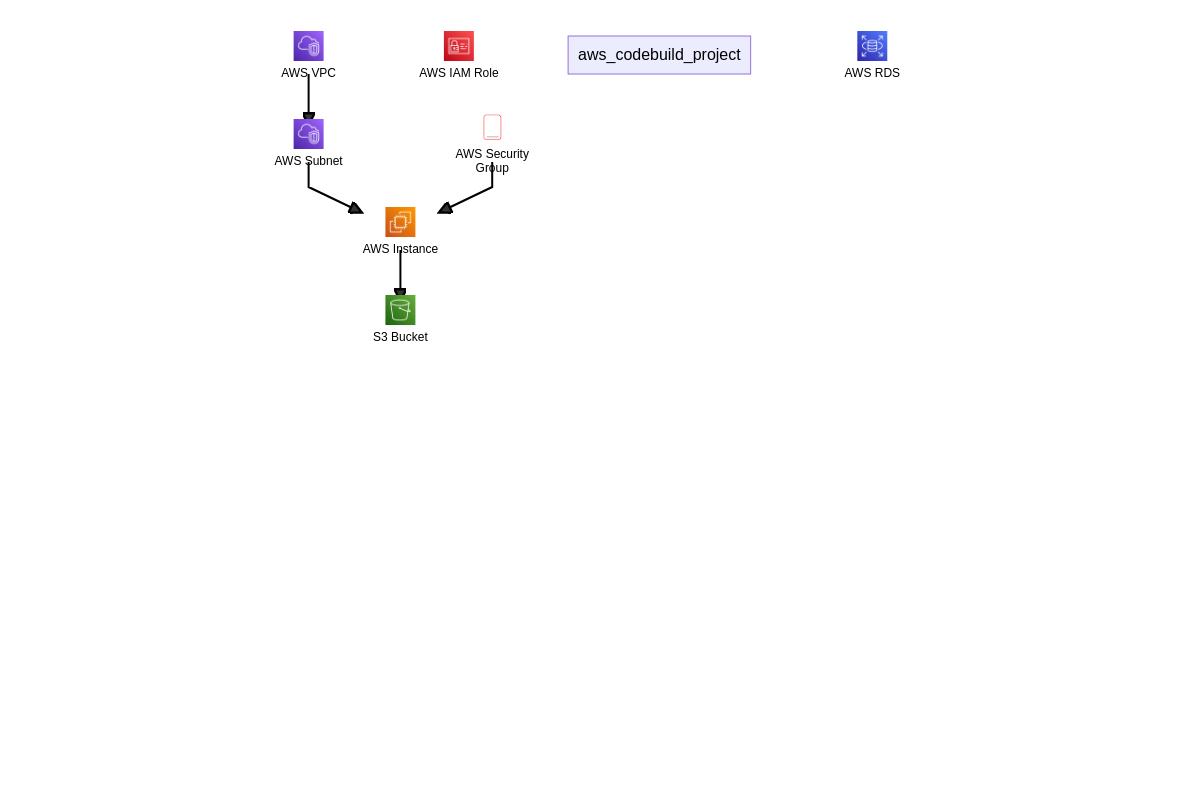 AWS VPC
AWS IAM Role
aws_codebuild_project
AWS RDS
AWS Subnet
AWS Security
Group
AWS Instance
S3 Bucket